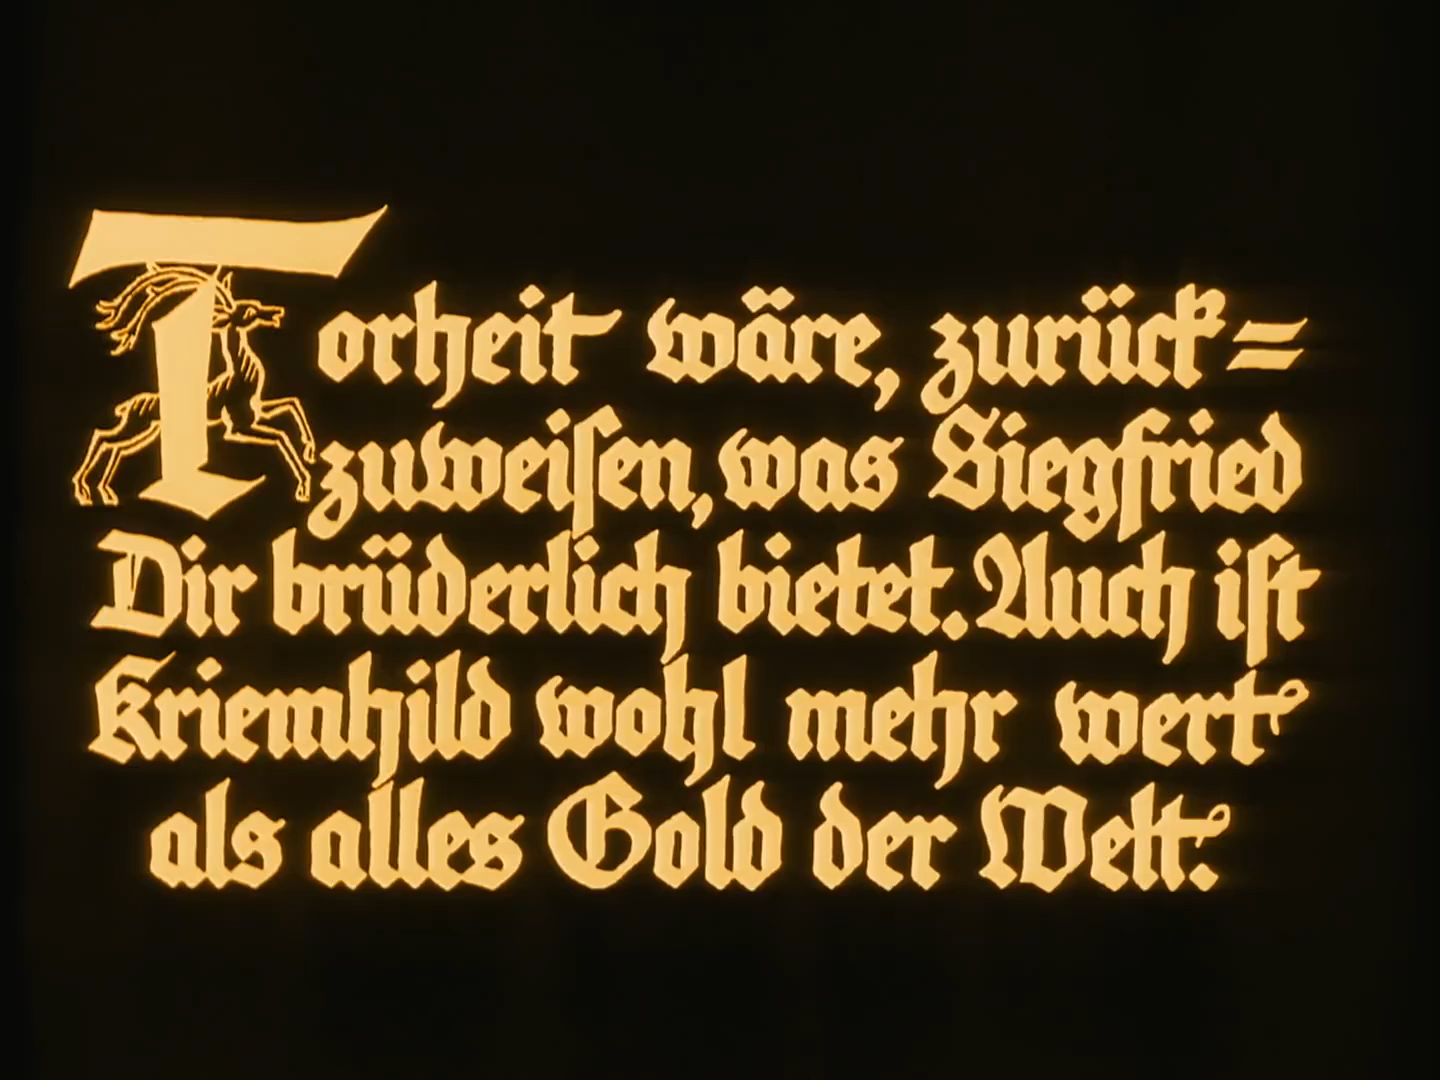 Torheit wäre, zurück=
zuweisen, was Siegfried
Dir brüderlich bietet. Auch ist
Kriemhild wohl mehr wert
als alles Gold der Welt.